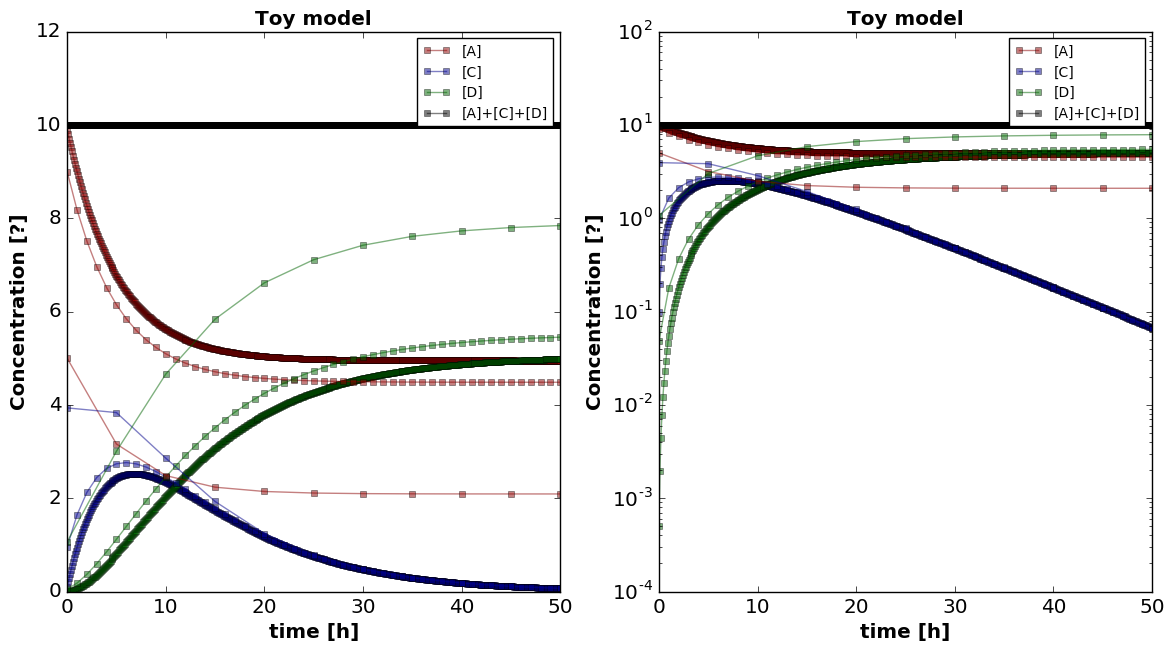 Toy model
Concentration [?]
12
10
8
6
4
2
0
0 10 20 30 40 50
time [h]
[A]
[C]
[D]
[A]+[C]+[D]
Toy model
Concentration [?]
10^2
10^1
10^0
10^-1
10^-2
10^-3
10^-4
0 10 20 30 40 50
time [h]
[A]
[C]
[D]
[A]+[C]+[D]